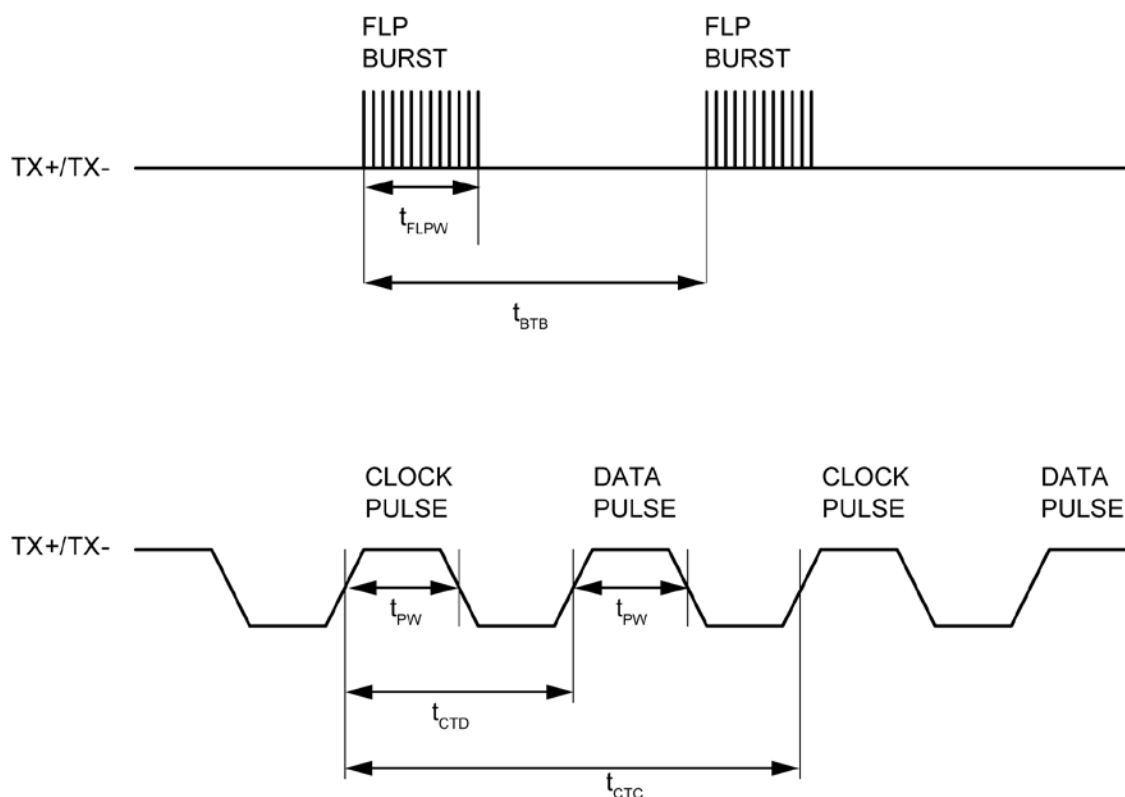 FLP BURST
FLP BURST
TX+/TX-
tFLPW
tBTB
CLOCK PULSE
DATA PULSE
CLOCK PULSE
DATA PULSE
TX+/TX-
tPW
tPW
tCTD
tCTC